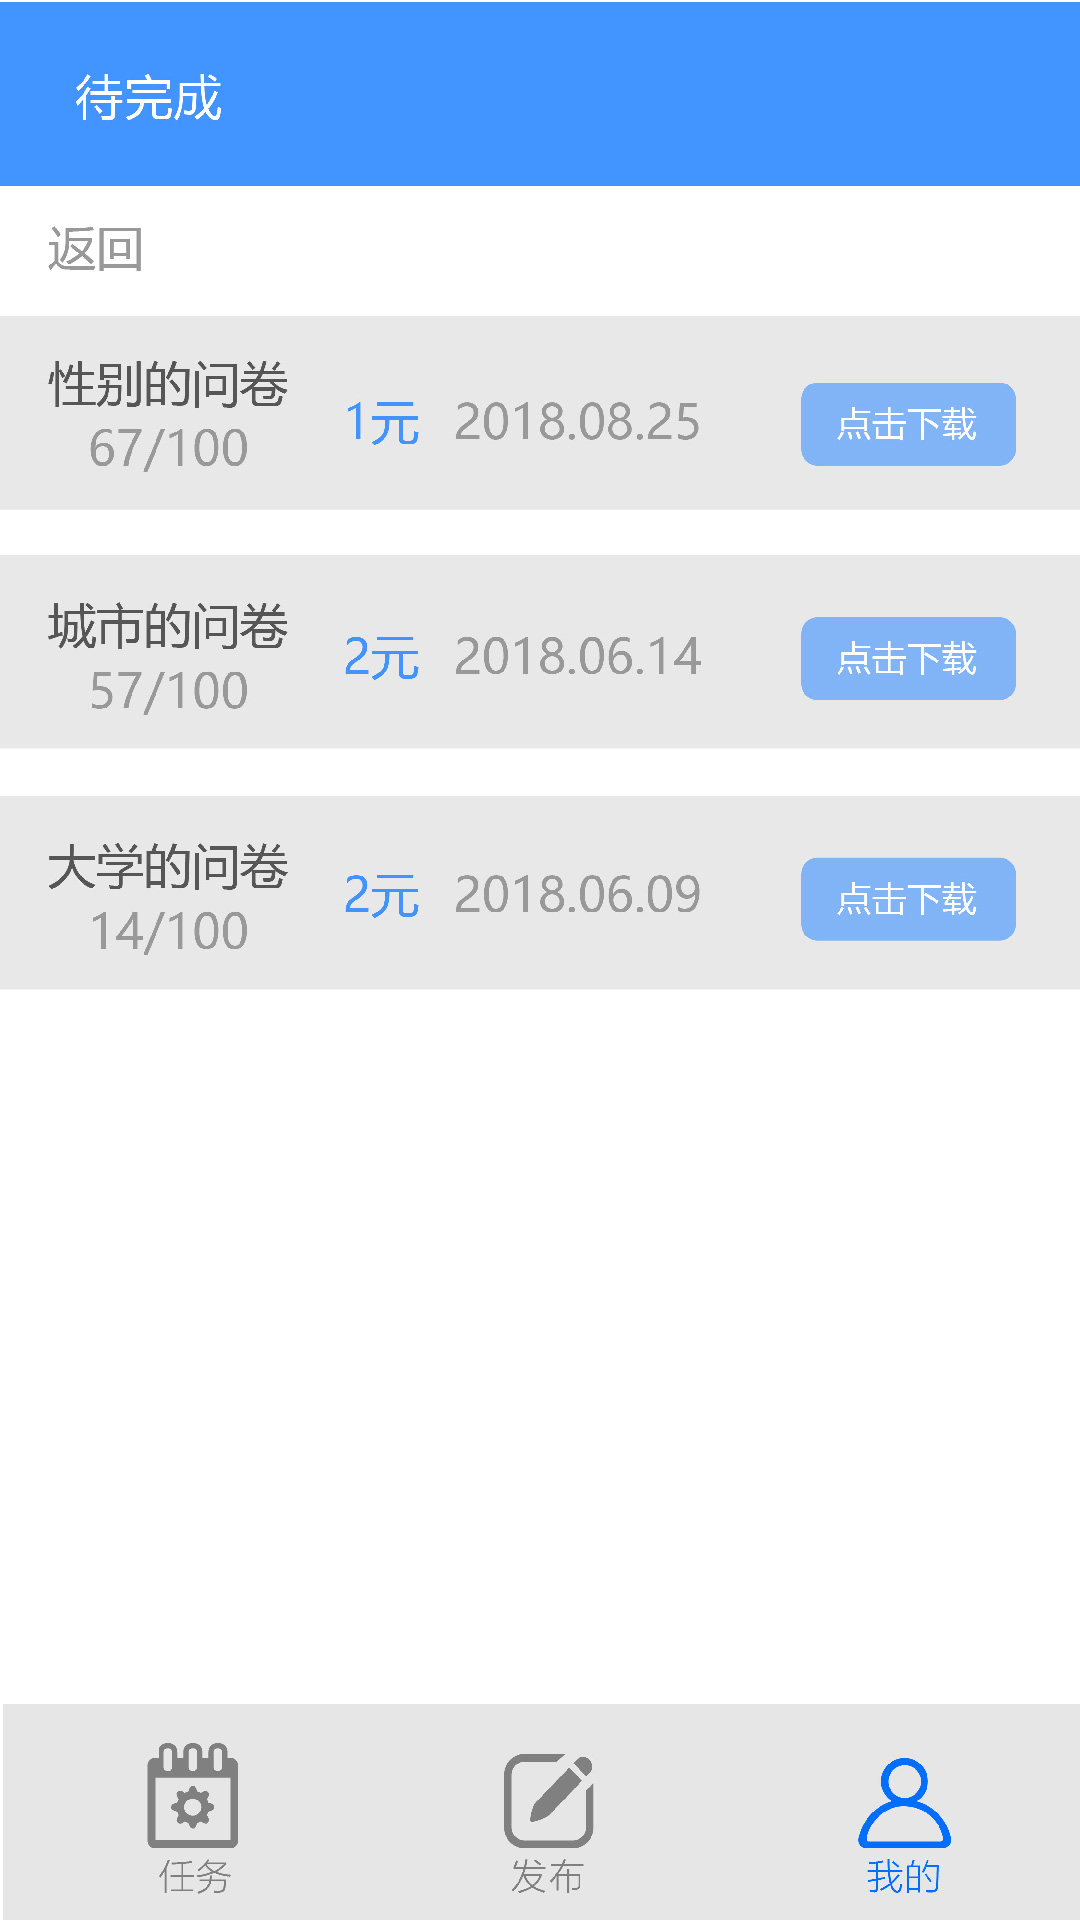 待完成
返回
性别的问卷
67/100
1元 2018.08.25 点击下载
城市的问卷
57/100
2元 2018.06.14 点击下载
大学的问卷
14/100
2元 2018.06.09 点击下载
任务 发布 我的